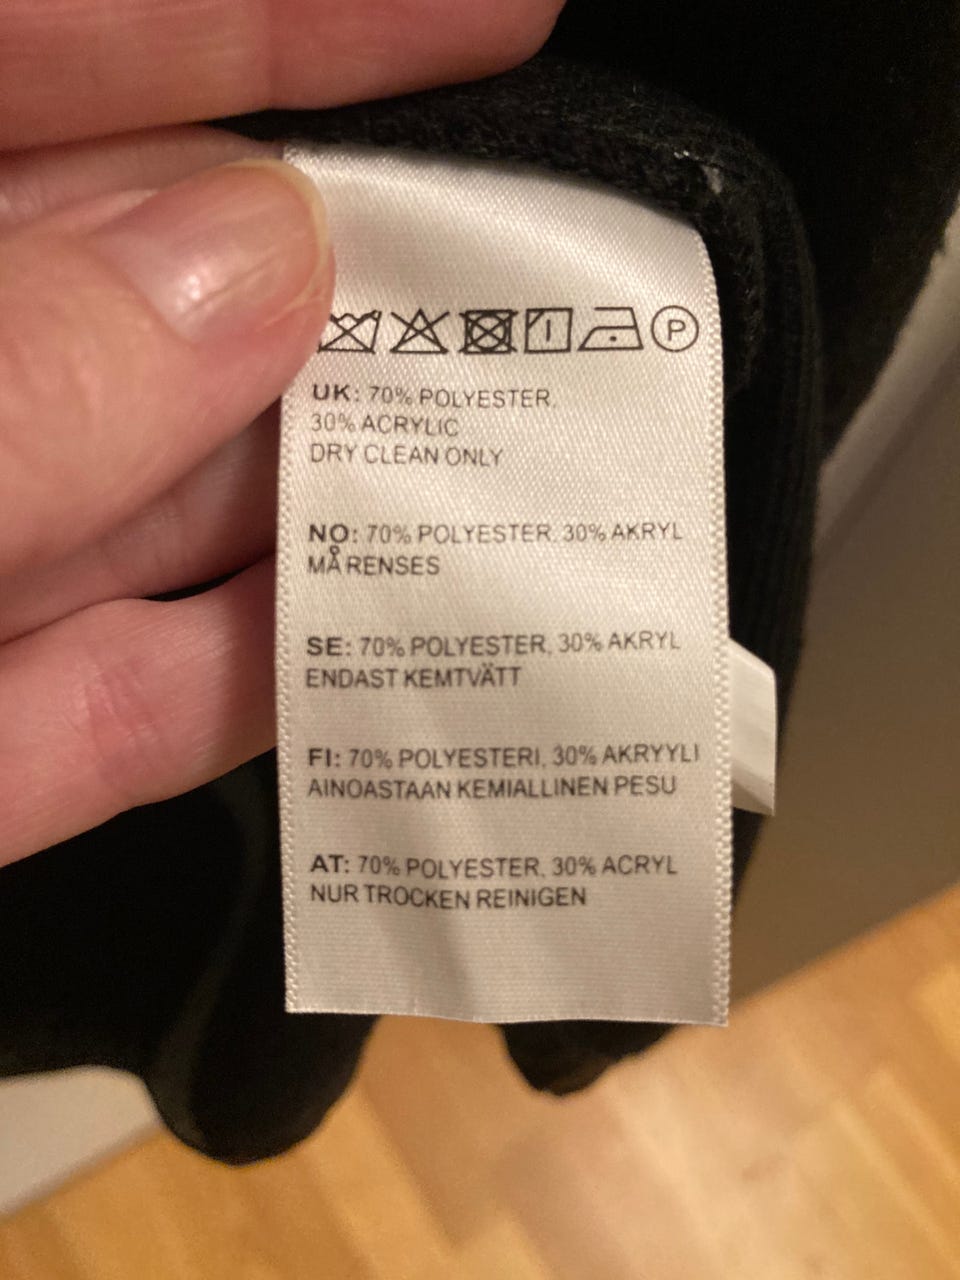 P
UK: 70% POLYESTER,
30% ACRYLIC
DRY CLEAN ONLY
NO: 70% POLYESTER, 30% AKRYL
MÅ RENSES
SE: 70% POLYESTER, 30% AKRYL
ENDAST KEMTVÄTT
FI: 70% POLYESTERI, 30% AKRYYLI
AINOASTAAN KEMIALLINEN PESU
AT: 70% POLYESTER, 30% ACRYL
NUR TROCKEN REINIGEN